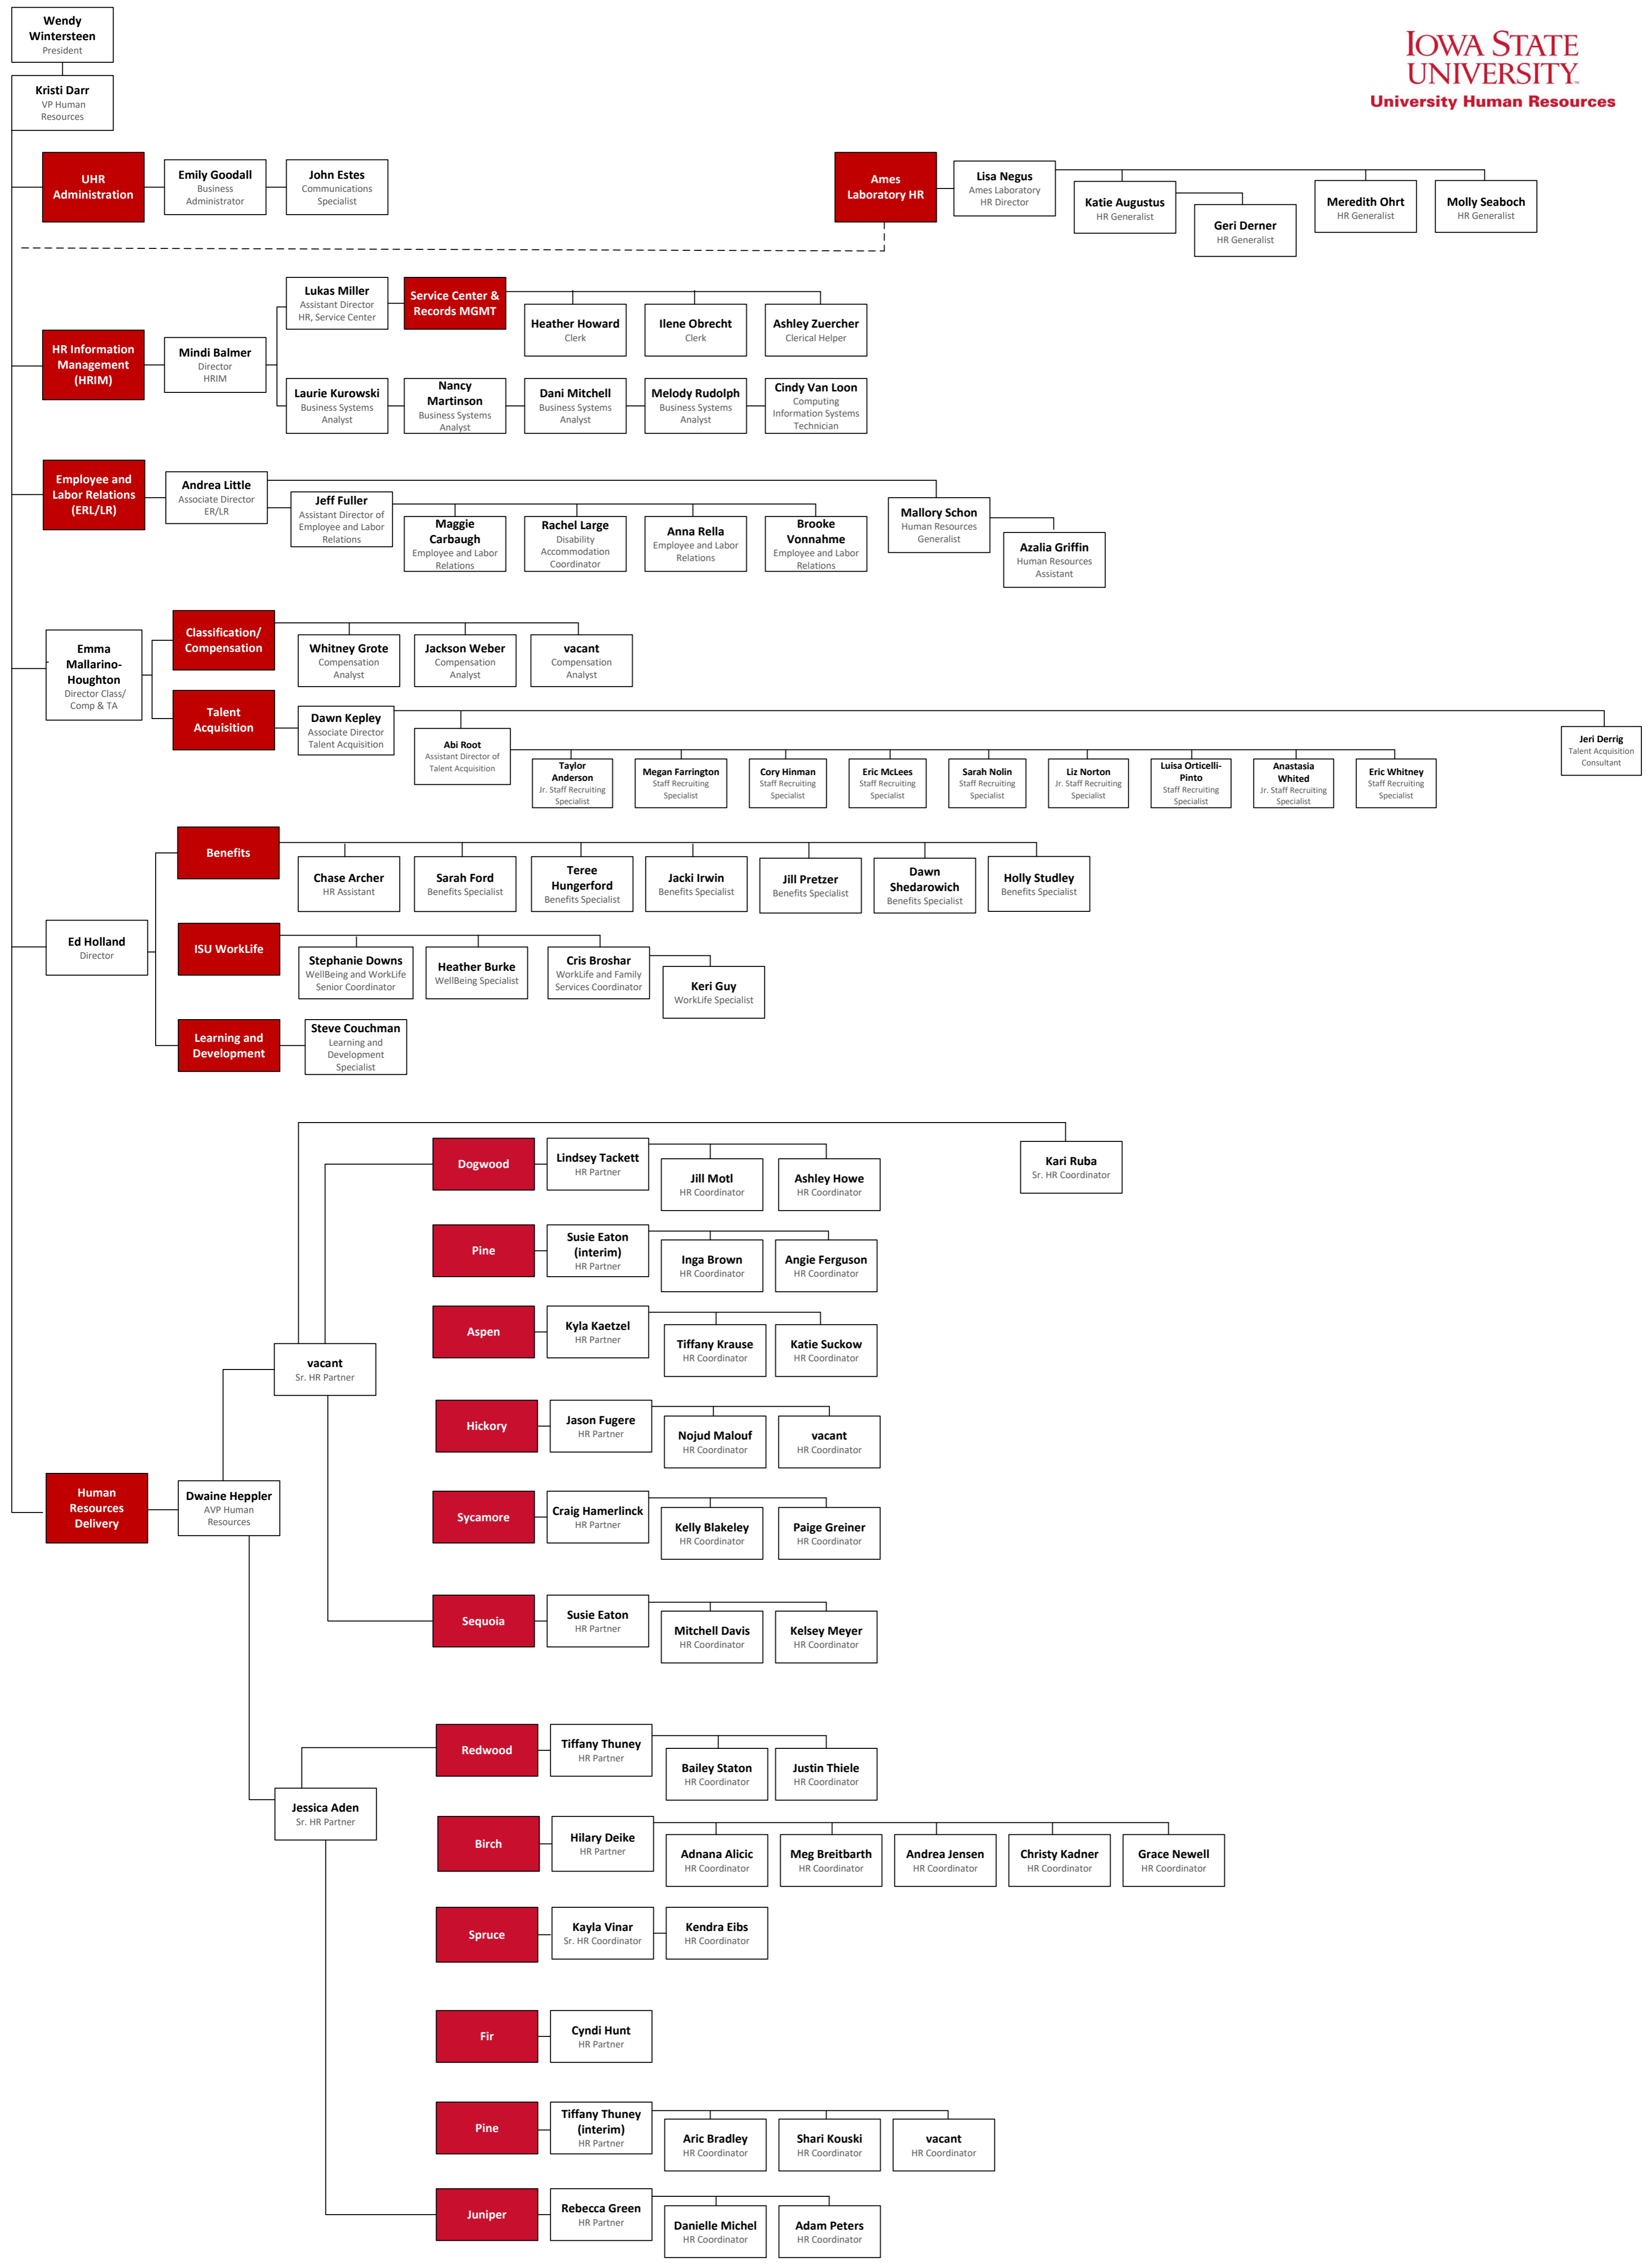 Wendy
Wintersteen
President
IOWA STATE
UNIVERSITY
University Human Resources
Kristi Darr
VP Human
Resources
UHR
Administration
Emily Goodall
Business
Administrator
John Estes
Communications
Specialist
Ames
Laboratory HR
Lisa Negus
Ames Laboratory
HR Director
Katie Augustus
HR Generalist
Geri Derner
HR Generalist
Meredith Ohrt
HR Generalist
Molly Seaboch
HR Generalist
HR Information
Management
(HRIM)
Mindi Balmer
Director
HRIM
Lukas Miller
Assistant Director
HR, Service Center
Service Center &
Records MGMT
Heather Howard
Clerk
Ilene Obrecht
Clerk
Ashley Zuercher
Clerical Helper
Laurie Kurowski
Business Systems
Analyst
Nancy
Martinson
Business Systems
Analyst
Dani Mitchell
Business Systems
Analyst
Melody Rudolph
Business Systems
Analyst
Cindy Van Loon
Computing
Information Systems
Technician
Employee and
Labor Relations
(ERL/LR)
Andrea Little
Associate Director
ER/LR
Jeff Fuller
Assistant Director of
Employee and Labor
Relations
Maggie
Carbaugh
Employee and Labor
Relations
Rachel Large
Disability
Accommodation
Coordinator
Anna Rella
Employee and Labor
Relations
Brooke
Vonnahme
Employee and Labor
Relations
Mallory Schon
Human Resources
Generalist
Azalia Griffin
Human Resources
Assistant
Emma
Mallarino-
Houghton
Director Class/
Comp & TA
Classification/
Compensation
Whitney Grote
Compensation
Analyst
Jackson Weber
Compensation
Analyst
vacant
Compensation
Analyst
Talent
Acquisition
Dawn Kepley
Associate Director
Talent Acquisition
Abi Root
Assistant Director of
Talent Acquisition
Taylor
Anderson
Jr. Staff Recruiting
Specialist
Megan Farrington
Staff Recruiting
Specialist
Cory Hinman
Staff Recruiting
Specialist
Eric McLees
Staff Recruiting
Specialist
Sarah Nolin
Staff Recruiting
Specialist
Liz Norton
Jr. Staff Recruiting
Specialist
Luisa Orticelli-
Pinto
Staff Recruiting
Specialist
Anastasia
Whited
Jr. Staff Recruiting
Specialist
Eric Whitney
Staff Recruiting
Specialist
Jeri Derrig
Talent Acquisition
Consultant
Ed Holland
Director
Benefits
Chase Archer
HR Assistant
Sarah Ford
Benefits Specialist
Teree
Hungerford
Benefits Specialist
Jacki Irwin
Benefits Specialist
Jill Pretzer
Benefits Specialist
Dawn
Shedarowich
Benefits Specialist
Holly Studley
Benefits Specialist
ISU WorkLife
Stephanie Downs
WellBeing and WorkLife
Senior Coordinator
Heather Burke
WellBeing Specialist
Cris Broshar
WorkLife and Family
Services Coordinator
Keri Guy
WorkLife Specialist
Learning and
Development
Steve Couchman
Learning and
Development
Specialist
Human
Resources
Delivery
Dwaine Heppler
AVP Human
Resources
vacant
Sr. HR Partner
Kari Ruba
Sr. HR Coordinator
Dogwood
Lindsey Tackett
HR Partner
Jill Motl
HR Coordinator
Ashley Howe
HR Coordinator
Pine
Susie Eaton
(interim)
HR Partner
Inga Brown
HR Coordinator
Angie Ferguson
HR Coordinator
Aspen
Kyla Kaetzel
HR Partner
Tiffany Krause
HR Coordinator
Katie Suckow
HR Coordinator
Hickory
Jason Fugere
HR Partner
Nojud Malouf
HR Coordinator
vacant
HR Coordinator
Sycamore
Craig Hamerlinck
HR Partner
Kelly Blakeley
HR Coordinator
Paige Greiner
HR Coordinator
Sequoia
Susie Eaton
HR Partner
Mitchell Davis
HR Coordinator
Kelsey Meyer
HR Coordinator
Jessica Aden
Sr. HR Partner
Redwood
Tiffany Thuney
HR Partner
Bailey Staton
HR Coordinator
Justin Thiele
HR Coordinator
Birch
Hilary Deike
HR Partner
Adnana Alicic
HR Coordinator
Meg Breitbarth
HR Coordinator
Andrea Jensen
HR Coordinator
Christy Kadner
HR Coordinator
Grace Newell
HR Coordinator
Spruce
Kayla Vinar
Sr. HR Coordinator
Kendra Eibs
HR Coordinator
Fir
Cyndi Hunt
HR Partner
Pine
Tiffany Thuney
(interim)
HR Partner
Aric Bradley
HR Coordinator
Shari Kouski
HR Coordinator
vacant
HR Coordinator
Juniper
Rebecca Green
HR Partner
Danielle Michel
HR Coordinator
Adam Peters
HR Coordinator